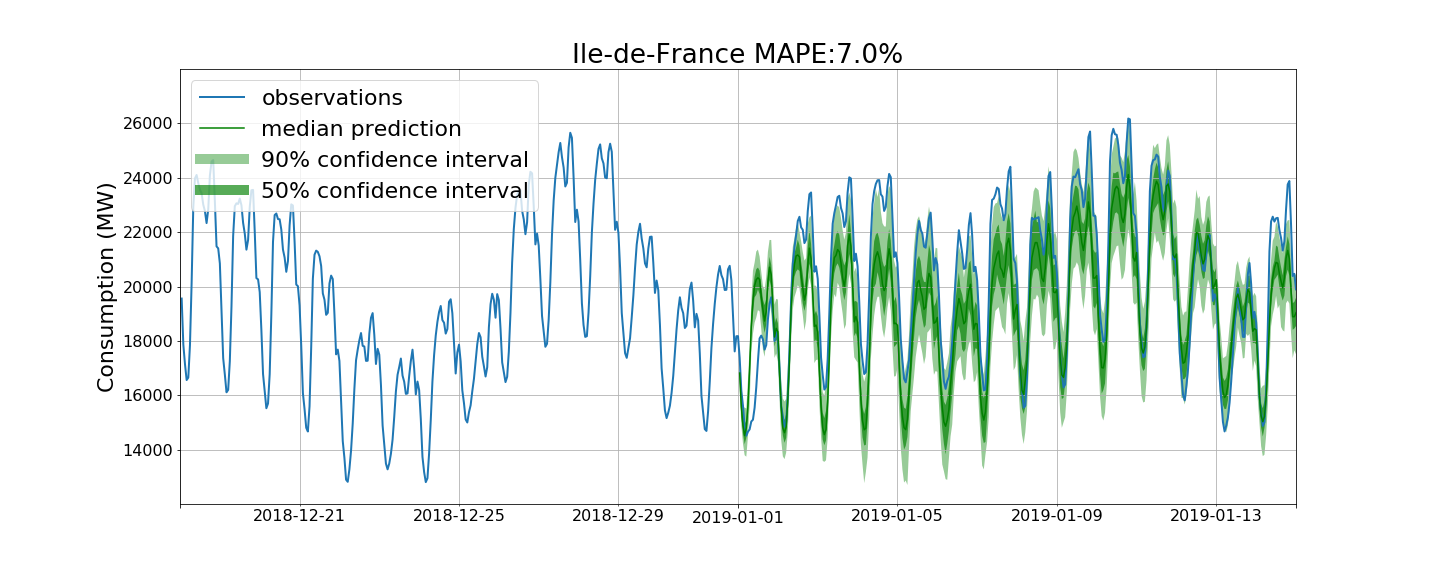 Ile-de-France MAPE:7.0%
observations
median prediction
90% confidence interval
50% confidence interval
Consumption (MW)
26000
24000
22000
20000
18000
16000
14000
2018-12-21
2018-12-25
2018-12-29
2019-01-01
2019-01-05
2019-01-09
2019-01-13